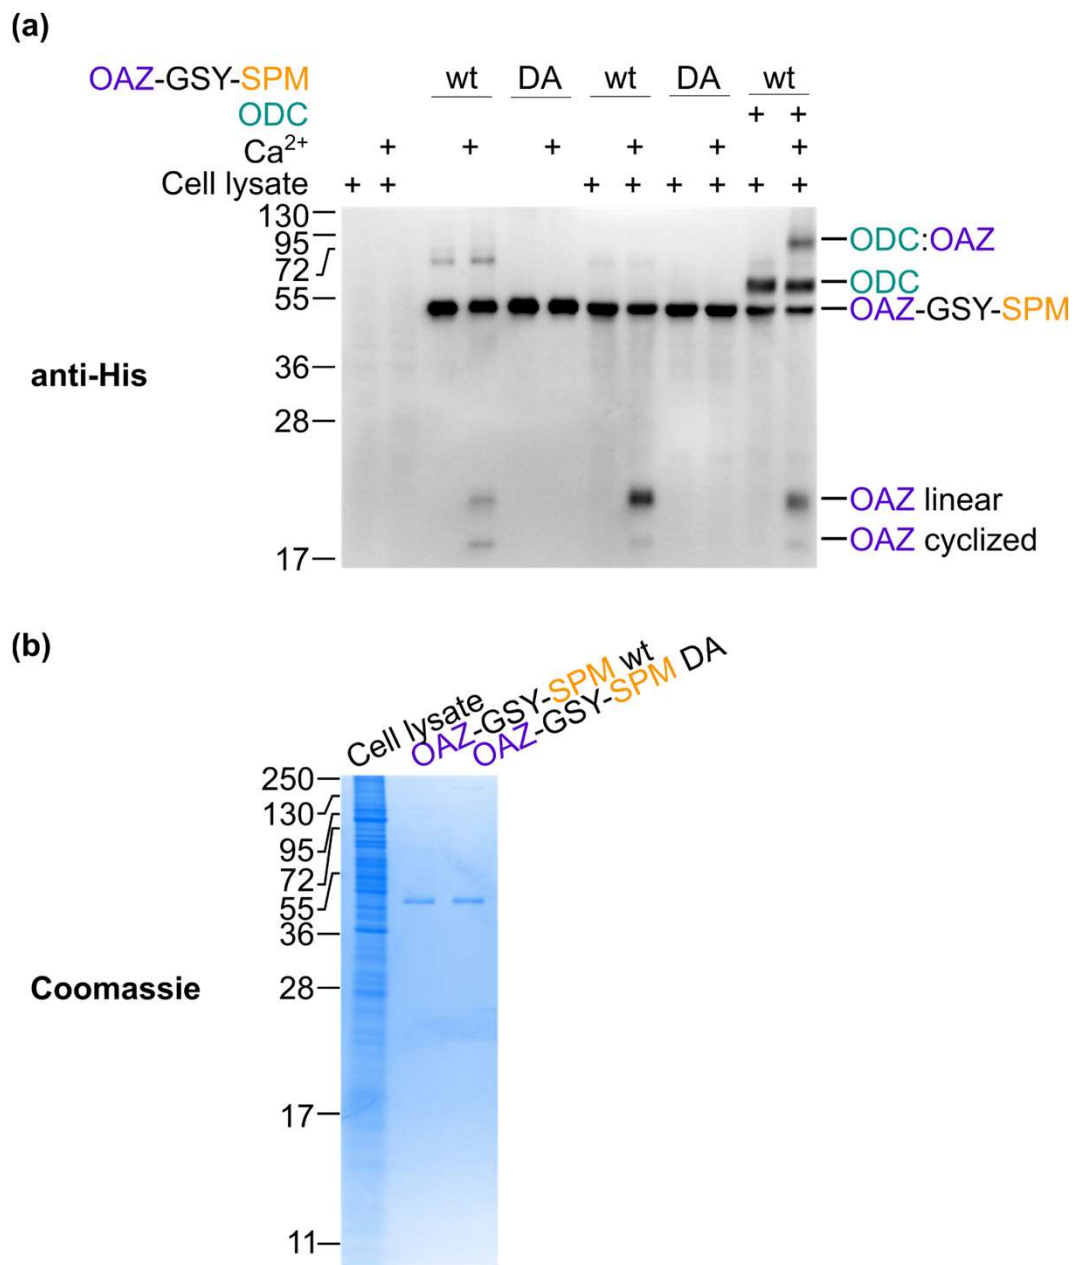 (a)
OAZ-GSY-SPM wt DA wt DA wt
ODC + +
Ca2+ + + + + + +
Cell lysate + + + + + + + +
130
95
72
55
36
28
17
anti-His
ODC:OAZ
ODC
OAZ-GSY-SPM
OAZ linear
OAZ cyclized
(b)
Cell lysate
OAZ-GSY-SPM wt
OAZ-GSY-SPM DA
250
130
95
72
55
36
28
17
11
Coomassie